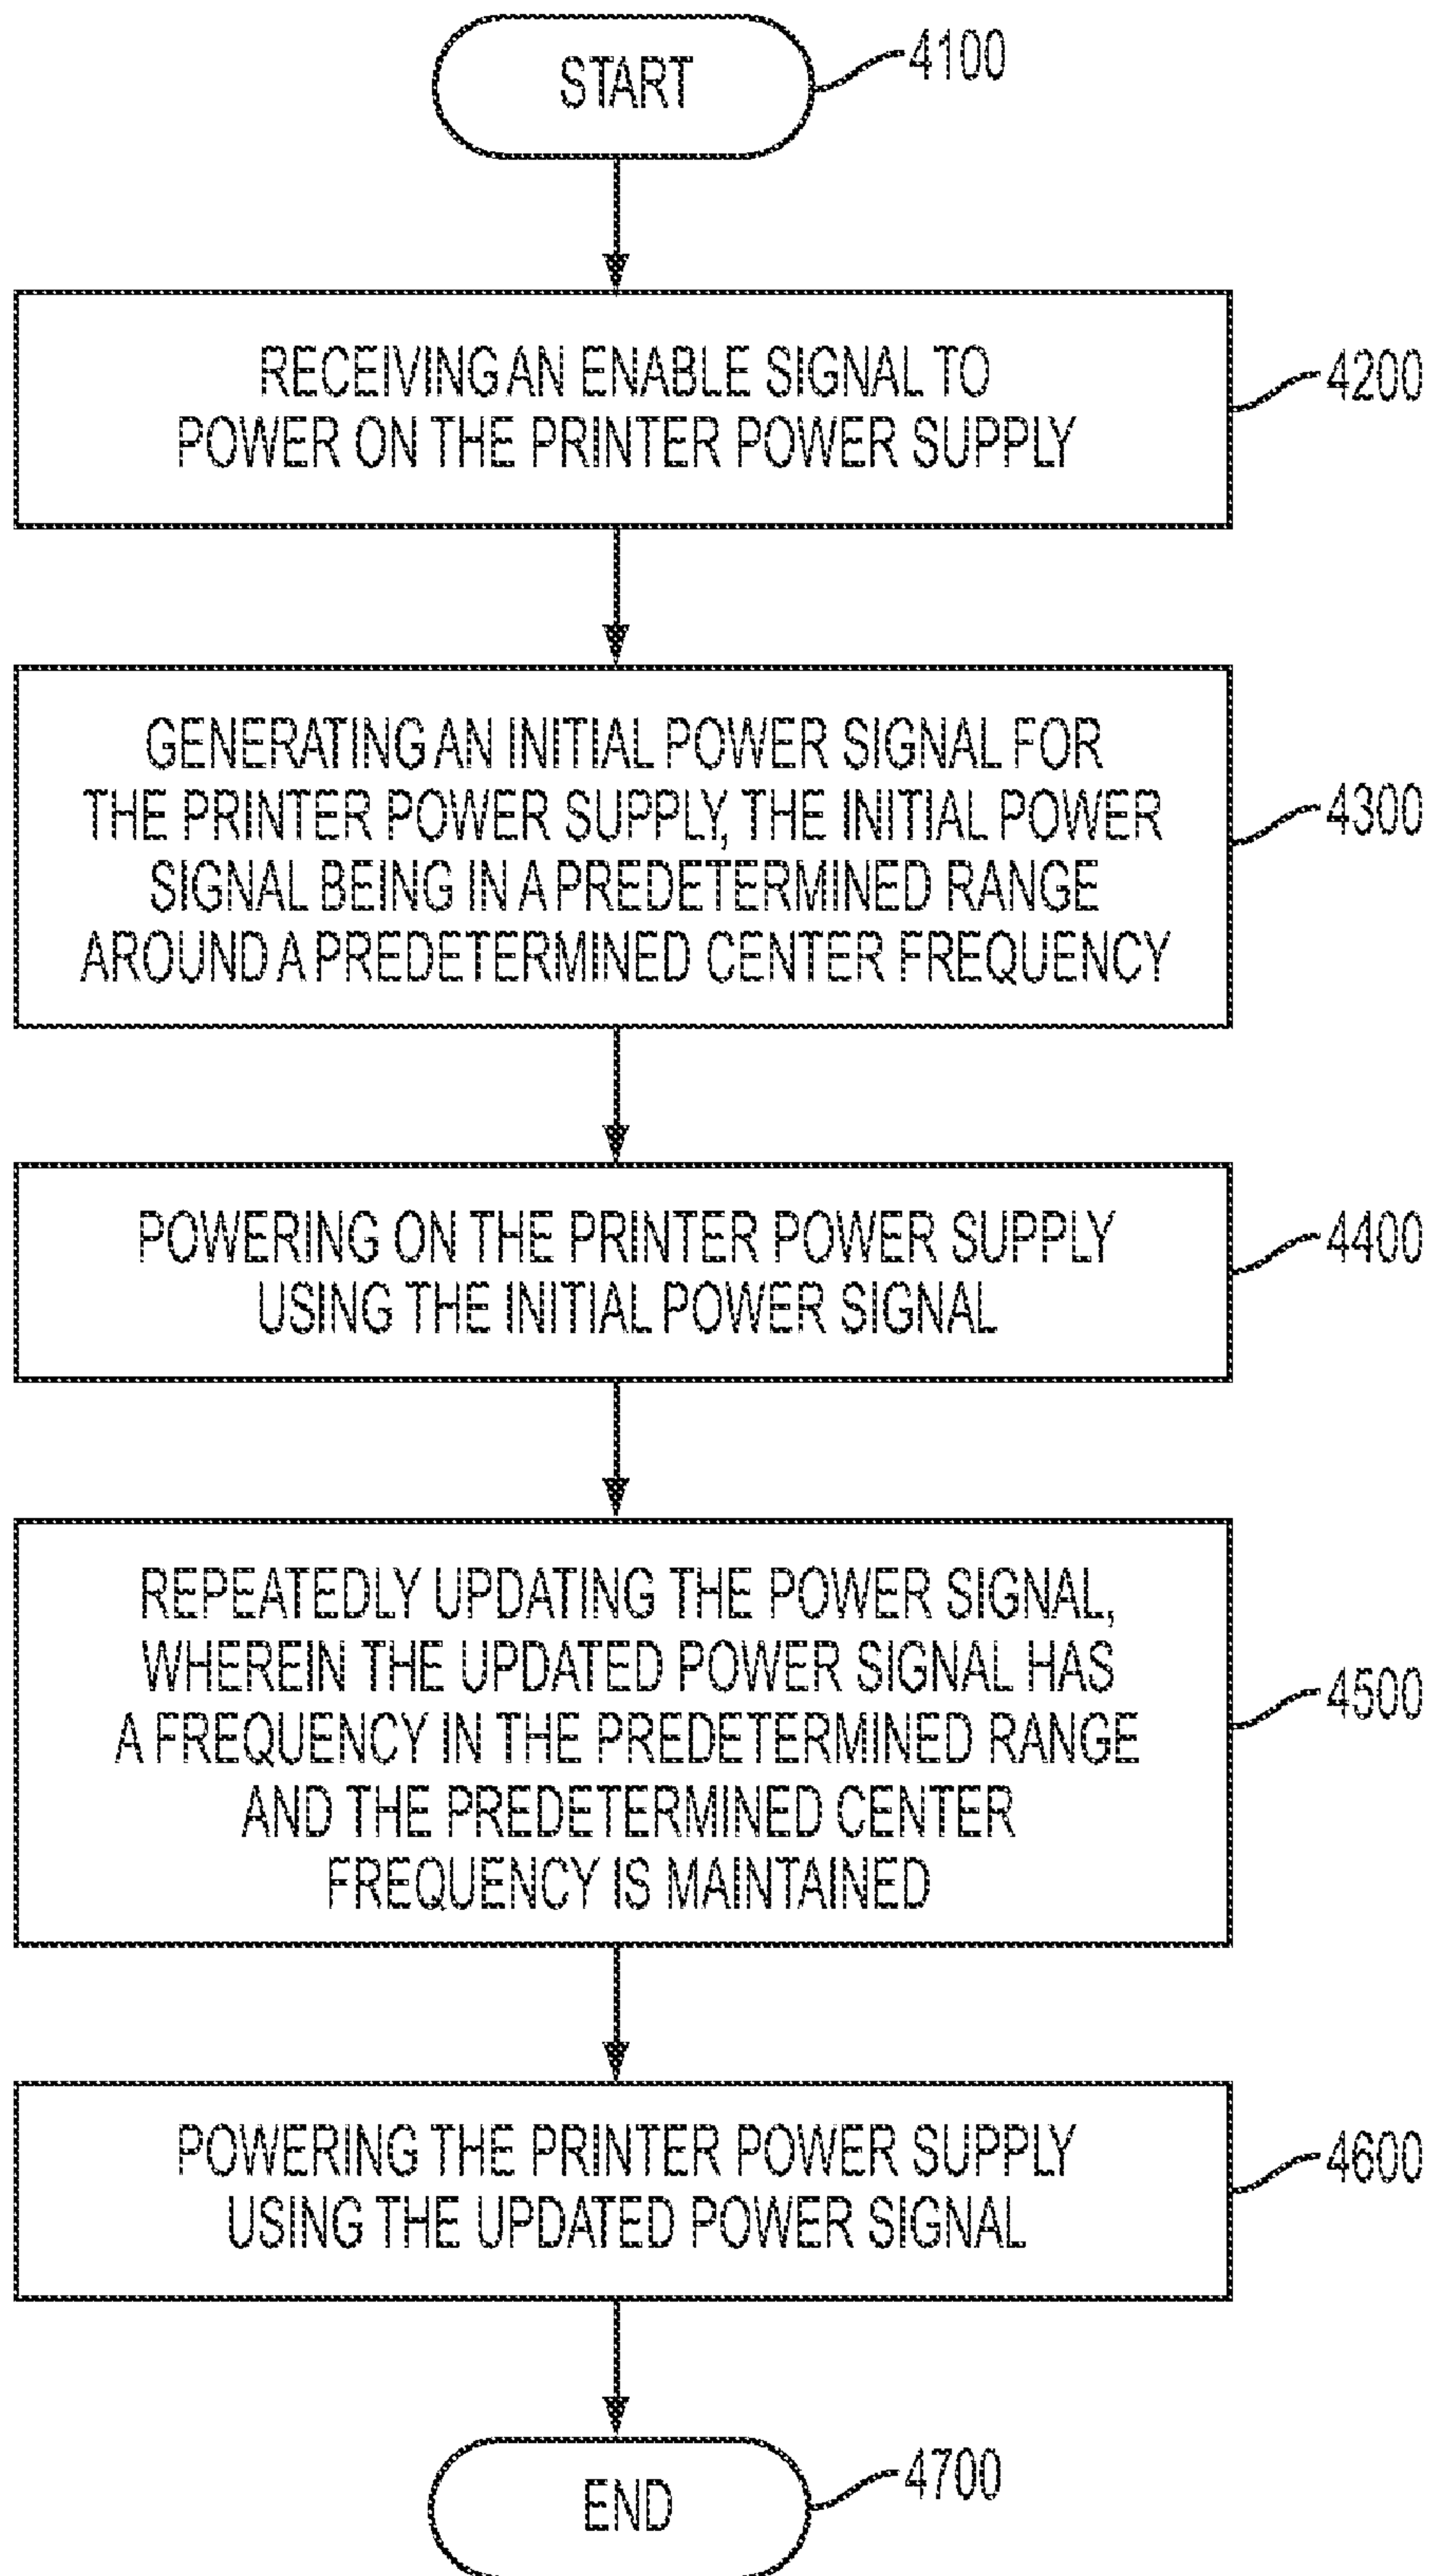 START
4100
RECEIVING AN ENABLE SIGNAL TO
POWER ON THE PRINTER POWER SUPPLY
4200
GENERATING AN INITIAL POWER SIGNAL FOR
THE PRINTER POWER SUPPLY, THE INITIAL POWER
SIGNAL BEING IN A PREDETERMINED RANGE
AROUND A PREDETERMINED CENTER FREQUENCY
4300
POWERING ON THE PRINTER POWER SUPPLY
USING THE INITIAL POWER SIGNAL
4400
REPEATEDLY UPDATING THE POWER SIGNAL,
WHEREIN THE UPDATED POWER SIGNAL HAS
A FREQUENCY IN THE PREDETERMINED RANGE
AND THE PREDETERMINED CENTER
FREQUENCY IS MAINTAINED
4500
POWERING THE PRINTER POWER SUPPLY
USING THE UPDATED POWER SIGNAL
4600
END
4700